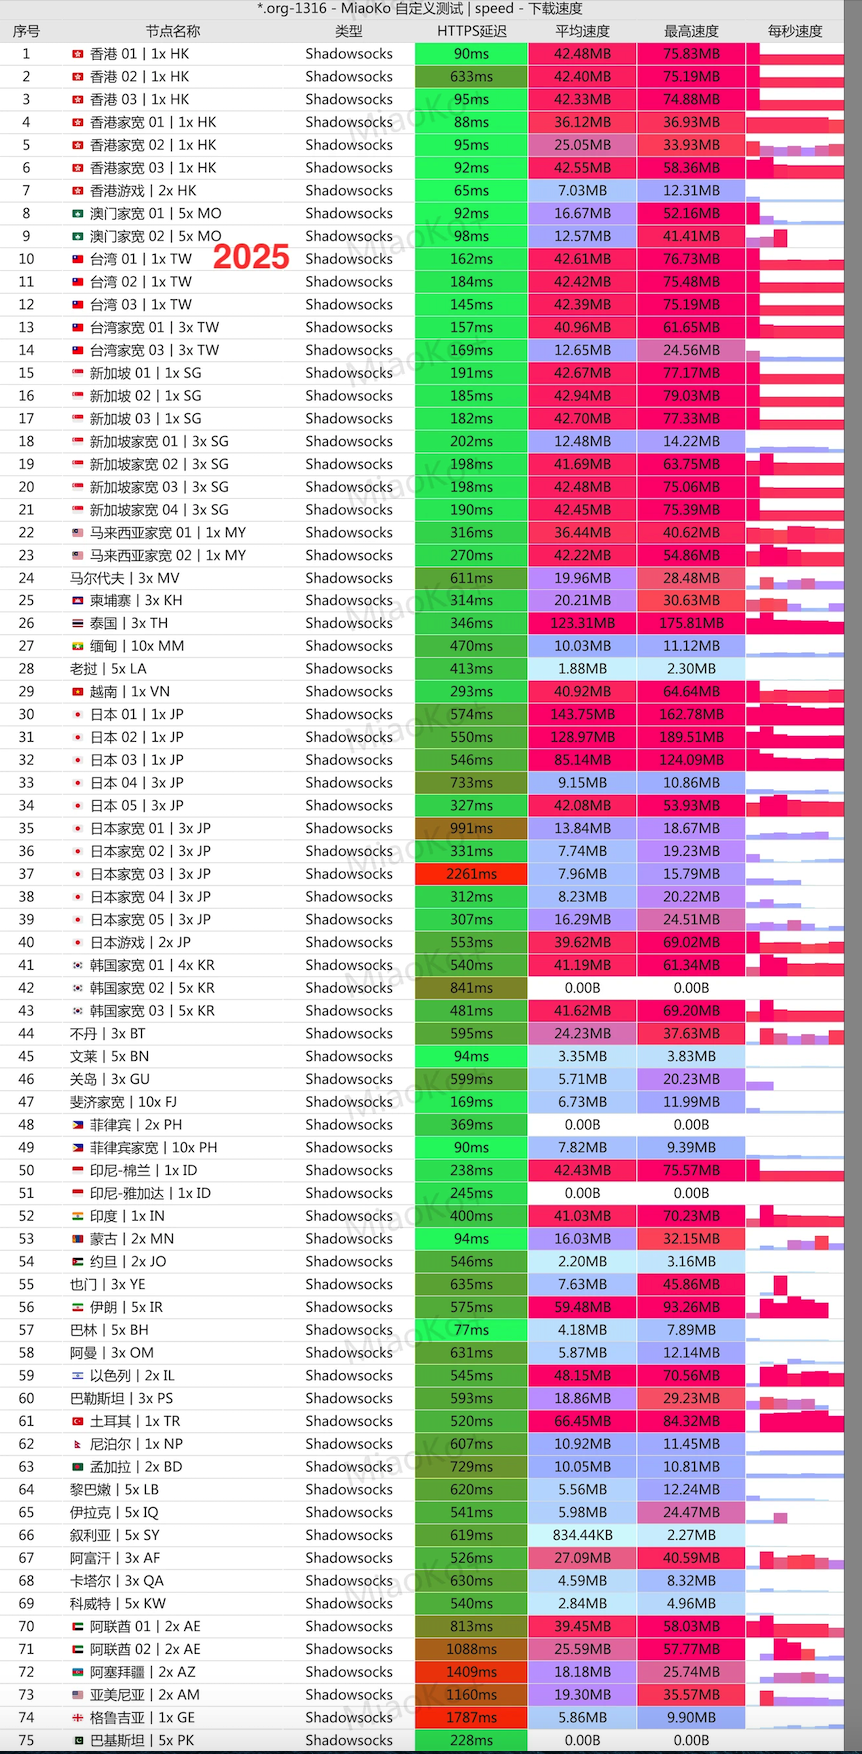 *.org-1316 - MiaoKo 自定义测试 | speed - 下载速度
序号 节点名称 类型 HTTPS延迟 平均速度 最高速度 每秒速度
1 香港 01 | 1x HK Shadowsocks 90ms 42.48MB 75.83MB
2 香港 02 | 1x HK Shadowsocks 633ms 42.40MB 75.19MB
3 香港 03 | 1x HK Shadowsocks 95ms 42.33MB 74.88MB
4 香港家宽 01 | 1x HK Shadowsocks 88ms 36.12MB 36.93MB
5 香港家宽 02 | 1x HK Shadowsocks 95ms 25.05MB 33.93MB
6 香港家宽 03 | 1x HK Shadowsocks 92ms 42.55MB 58.36MB
7 香港游戏 | 2x HK Shadowsocks 65ms 7.03MB 12.31MB
8 澳门家宽 01 | 5x MO Shadowsocks 92ms 16.67MB 52.16MB
9 澳门家宽 02 | 5x MO Shadowsocks 98ms 12.57MB 41.41MB
2025
10 台湾 01 | 1x TW Shadowsocks 162ms 42.61MB 76.73MB
11 台湾 02 | 1x TW Shadowsocks 184ms 42.42MB 75.48MB
12 台湾 03 | 1x TW Shadowsocks 145ms 42.39MB 75.19MB
13 台湾家宽 01 | 3x TW Shadowsocks 157ms 40.96MB 61.65MB
14 台湾家宽 03 | 3x TW Shadowsocks 169ms 12.65MB 24.56MB
15 新加坡 01 | 1x SG Shadowsocks 191ms 42.67MB 77.17MB
16 新加坡 02 | 1x SG Shadowsocks 185ms 42.94MB 79.03MB
17 新加坡 03 | 1x SG Shadowsocks 182ms 42.70MB 77.33MB
18 新加坡家宽 01 | 3x SG Shadowsocks 202ms 12.48MB 14.22MB
19 新加坡家宽 02 | 3x SG Shadowsocks 198ms 41.69MB 63.75MB
20 新加坡家宽 03 | 3x SG Shadowsocks 198ms 42.48MB 75.06MB
21 新加坡家宽 04 | 3x SG Shadowsocks 190ms 42.45MB 75.39MB
22 马来西亚家宽 01 | 1x MY Shadowsocks 316ms 36.44MB 40.62MB
23 马来西亚家宽 02 | 1x MY Shadowsocks 270ms 42.22MB 54.86MB
24 马尔代夫 | 3x MV Shadowsocks 611ms 19.96MB 28.48MB
25 柬埔寨 | 3x KH Shadowsocks 314ms 20.21MB 30.63MB
26 泰国 | 3x TH Shadowsocks 346ms 123.31MB 175.81MB
27 缅甸 | 10x MM Shadowsocks 470ms 10.03MB 11.12MB
28 老挝 | 5x LA Shadowsocks 413ms 1.88MB 2.30MB
29 越南 | 1x VN Shadowsocks 293ms 40.92MB 64.64MB
30 日本 01 | 1x JP Shadowsocks 574ms 143.75MB 162.78MB
31 日本 02 | 1x JP Shadowsocks 550ms 128.97MB 189.51MB
32 日本 03 | 1x JP Shadowsocks 546ms 85.14MB 124.09MB
33 日本 04 | 3x JP Shadowsocks 733ms 9.15MB 10.86MB
34 日本 05 | 3x JP Shadowsocks 327ms 42.08MB 53.93MB
35 日本家宽 01 | 3x JP Shadowsocks 991ms 13.84MB 18.67MB
36 日本家宽 02 | 3x JP Shadowsocks 331ms 7.74MB 19.23MB
37 日本家宽 03 | 3x JP Shadowsocks 2261ms 7.96MB 15.79MB
38 日本家宽 04 | 3x JP Shadowsocks 312ms 8.23MB 20.22MB
39 日本家宽 05 | 3x JP Shadowsocks 307ms 16.29MB 24.51MB
40 日本游戏 | 2x JP Shadowsocks 553ms 39.62MB 69.02MB
41 韩国家宽 01 | 4x KR Shadowsocks 540ms 41.19MB 61.34MB
42 韩国家宽 02 | 5x KR Shadowsocks 841ms 0.00B 0.00B
43 韩国家宽 03 | 5x KR Shadowsocks 481ms 41.62MB 69.20MB
44 不丹 | 3x BT Shadowsocks 595ms 24.23MB 37.63MB
45 文莱 | 5x BN Shadowsocks 94ms 3.35MB 3.83MB
46 关岛 | 3x GU Shadowsocks 599ms 5.71MB 20.23MB
47 斐济家宽 | 10x FJ Shadowsocks 169ms 6.73MB 11.99MB
48 菲律宾 | 2x PH Shadowsocks 369ms 0.00B 0.00B
49 菲律宾家宽 | 10x PH Shadowsocks 90ms 7.82MB 9.39MB
50 印尼-棉兰 | 1x ID Shadowsocks 238ms 42.43MB 75.57MB
51 印尼-雅加达 | 1x ID Shadowsocks 245ms 0.00B 0.00B
52 印度 | 1x IN Shadowsocks 400ms 41.03MB 70.23MB
53 蒙古 | 2x MN Shadowsocks 94ms 16.03MB 32.15MB
54 约旦 | 2x JO Shadowsocks 546ms 2.20MB 3.16MB
55 也门 | 3x YE Shadowsocks 635ms 7.63MB 45.86MB
56 伊朗 | 5x IR Shadowsocks 575ms 59.48MB 93.26MB
57 巴林 | 5x BH Shadowsocks 77ms 4.18MB 7.89MB
58 阿曼 | 3x OM Shadowsocks 631ms 5.87MB 12.14MB
59 以色列 | 2x IL Shadowsocks 545ms 48.15MB 70.56MB
60 巴勒斯坦 | 3x PS Shadowsocks 593ms 18.86MB 29.23MB
61 土耳其 | 1x TR Shadowsocks 520ms 66.45MB 84.32MB
62 尼泊尔 | 1x NP Shadowsocks 607ms 10.92MB 11.45MB
63 孟加拉 | 2x BD Shadowsocks 729ms 10.05MB 10.81MB
64 黎巴嫩 | 5x LB Shadowsocks 620ms 5.56MB 12.24MB
65 伊拉克 | 5x IQ Shadowsocks 541ms 5.98MB 24.47MB
66 叙利亚 | 5x SY Shadowsocks 619ms 834.44KB 2.27MB
67 阿富汗 | 3x AF Shadowsocks 526ms 27.09MB 40.59MB
68 卡塔尔 | 3x QA Shadowsocks 630ms 4.59MB 8.32MB
69 科威特 | 5x KW Shadowsocks 540ms 2.84MB 4.96MB
70 阿联酋 01 | 2x AE Shadowsocks 813ms 39.45MB 58.03MB
71 阿联酋 02 | 2x AE Shadowsocks 1088ms 25.59MB 57.77MB
72 阿塞拜疆 | 2x AZ Shadowsocks 1409ms 18.18MB 25.74MB
73 亚美尼亚 | 2x AM Shadowsocks 1160ms 19.30MB 35.57MB
74 格鲁吉亚 | 1x GE Shadowsocks 1787ms 5.86MB 9.90MB
75 巴基斯坦 | 5x PK Shadowsocks 228ms 0.00B 0.00B